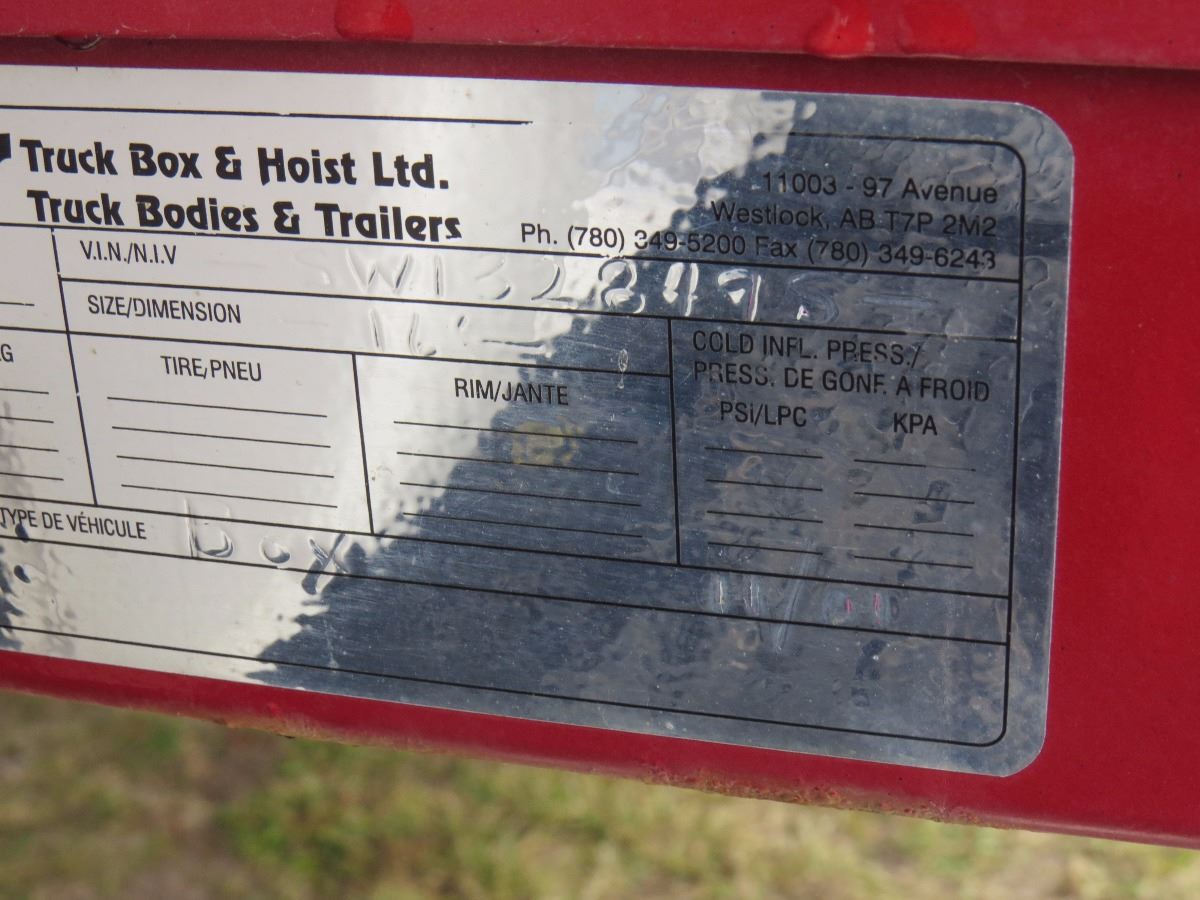 Truck Box & Hoist Ltd.
Truck Bodies & Trailers
11003 - 97 Avenue
Westlock, AB T7P 2M2
Ph. (780) 349-5200 Fax (780) 349-6243
V.I.N./N.I.V
SIZE/DIMENSION
G
TIRE/PNEU
RIM/JANTE
COLD INFL. PRESS./
PRESS. DE GONF. A FROID
PSi/LPC KPA
TYPE DE VÉHICULE box